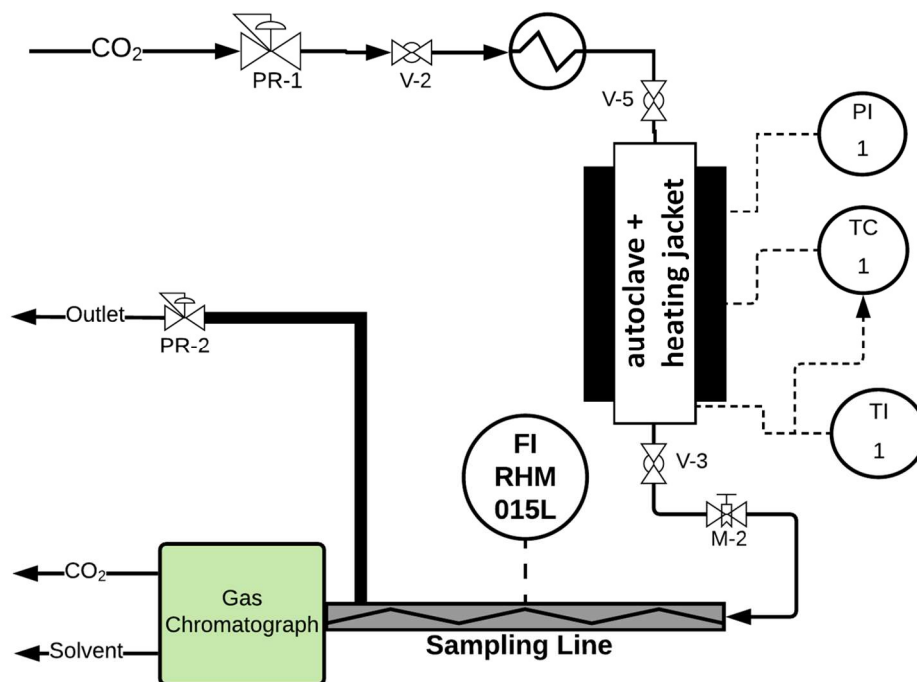 CO₂
PR-1
V-2
V-5
PI
1
autoclave +
heating jacket
TC
1
Outlet
PR-2
TI
1
FI
RHM
015L
V-3
M-2
CO₂
Gas
Chromatograph
Solvent
Sampling Line